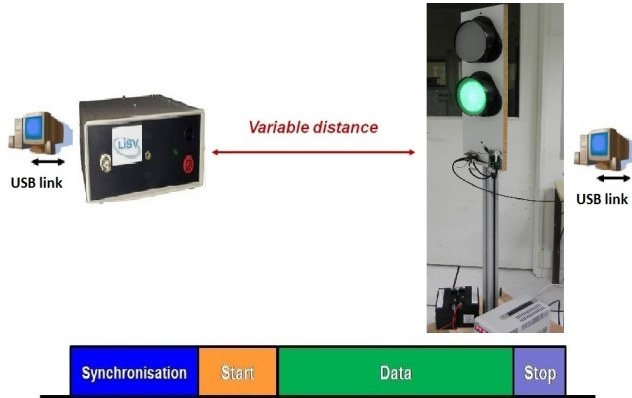 LISV
Variable distance
USB link
USB link
Synchronisation Start Data Stop